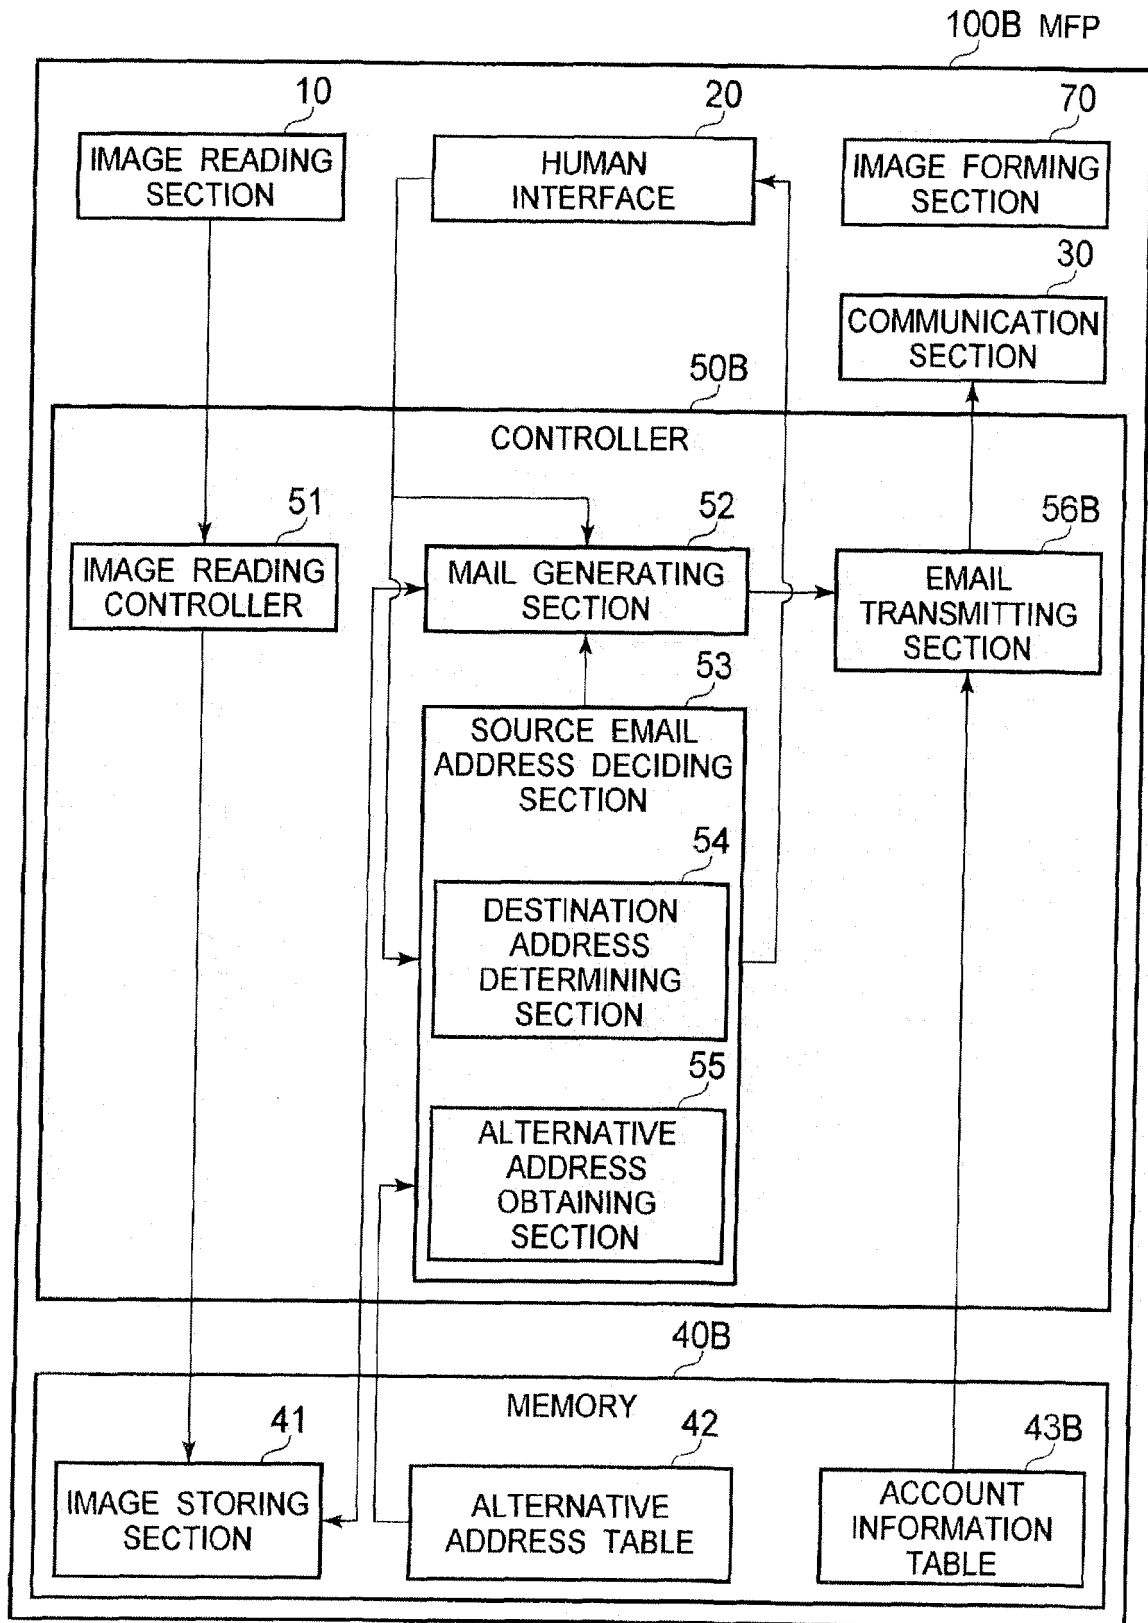 100B MFP
10
IMAGE READING
SECTION
20
HUMAN
INTERFACE
70
IMAGE FORMING
SECTION
30
COMMUNICATION
SECTION
50B
CONTROLLER
51
IMAGE READING
CONTROLLER
52
MAIL GENERATING
SECTION
56B
EMAIL
TRANSMITTING
SECTION
53
SOURCE EMAIL
ADDRESS DECIDING
SECTION
54
DESTINATION
ADDRESS
DETERMINING
SECTION
55
ALTERNATIVE
ADDRESS
OBTAINING
SECTION
40B
MEMORY
41
IMAGE STORING
SECTION
42
ALTERNATIVE
ADDRESS TABLE
43B
ACCOUNT
INFORMATION
TABLE